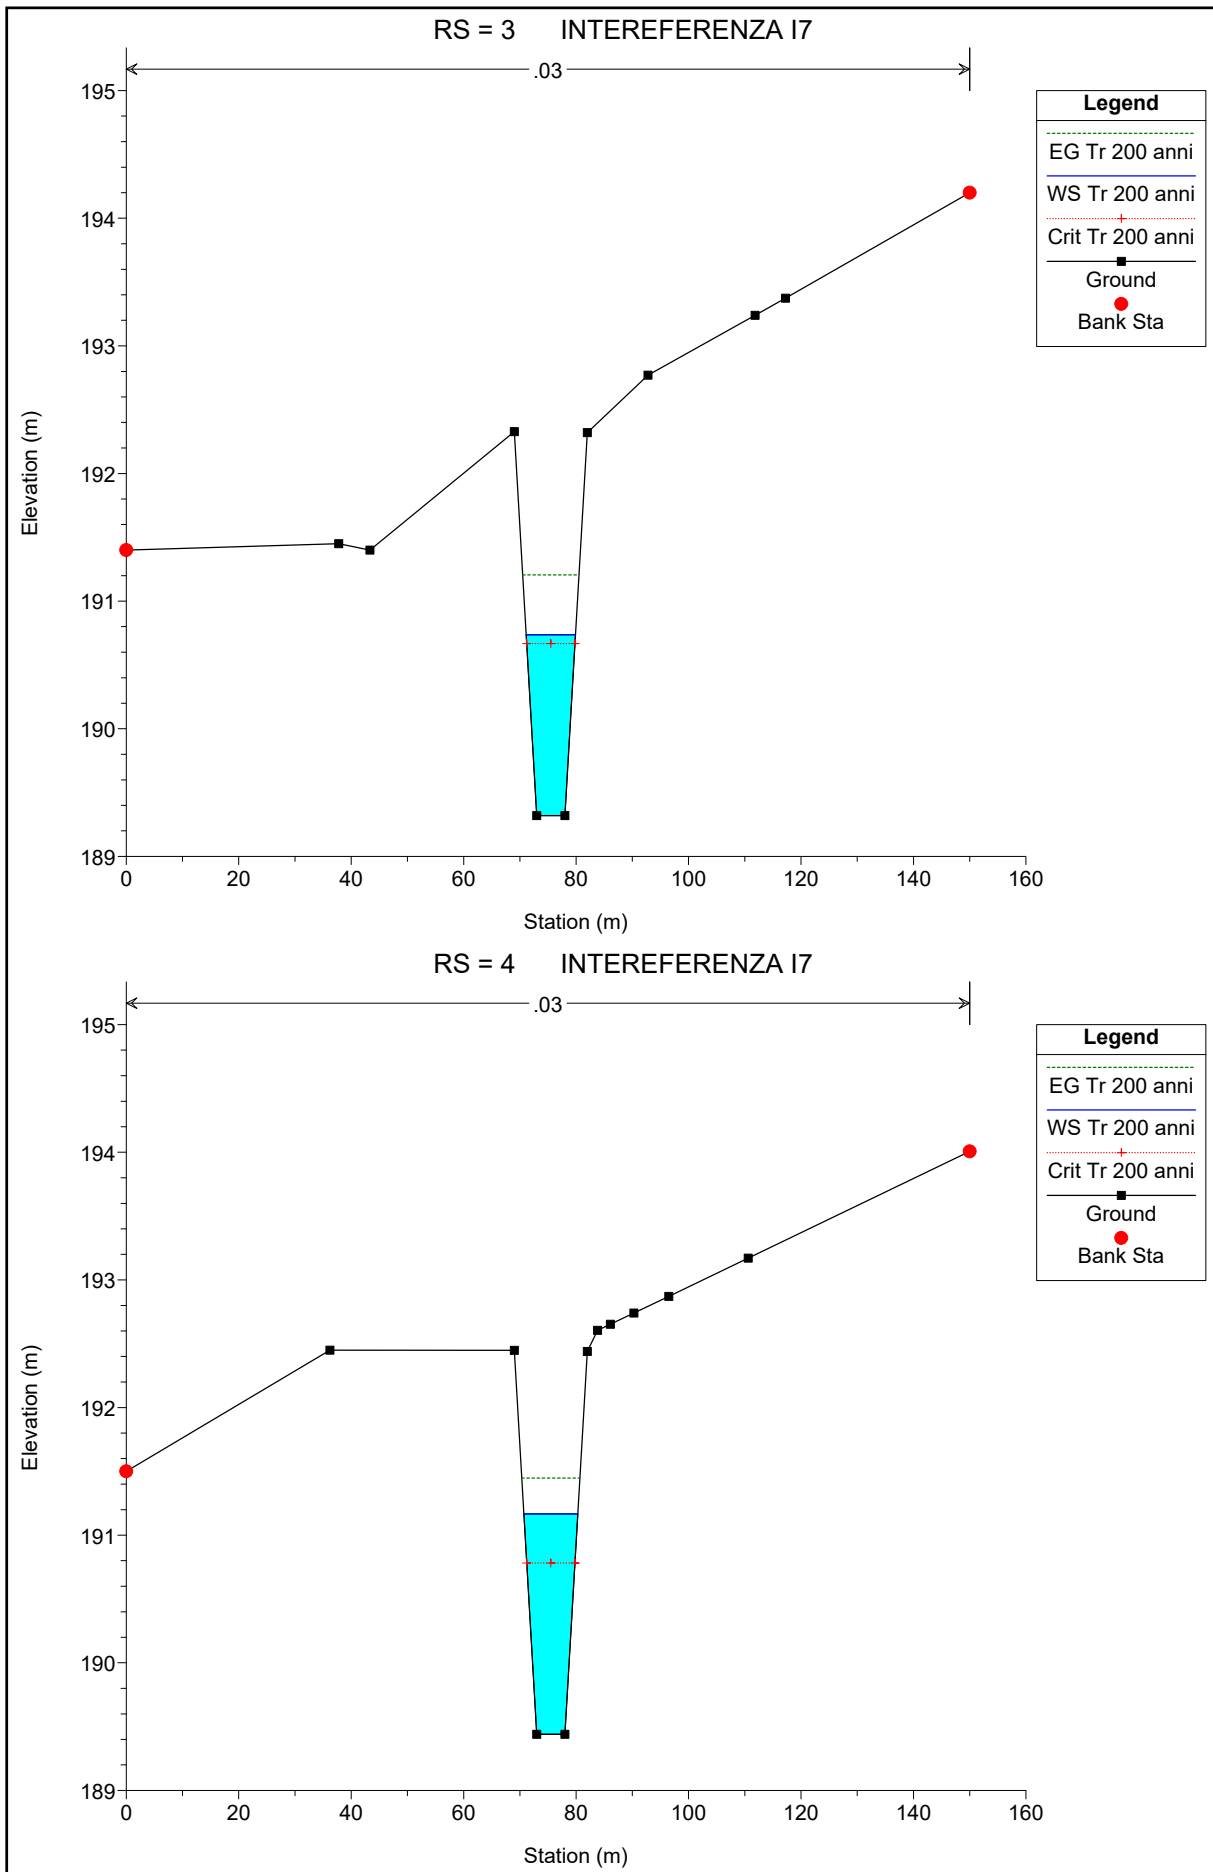 RS = 3 INTEREFERENZA I7
.03
195
194
193
192
191
190
189
Elevation (m)
0 20 40 60 80 100 120 140 160
Station (m)
Legend
EG Tr 200 anni
WS Tr 200 anni
Crit Tr 200 anni
Ground
Bank Sta
RS = 4 INTEREFERENZA I7
.03
195
194
193
192
191
190
189
Elevation (m)
0 20 40 60 80 100 120 140 160
Station (m)
Legend
EG Tr 200 anni
WS Tr 200 anni
Crit Tr 200 anni
Ground
Bank Sta